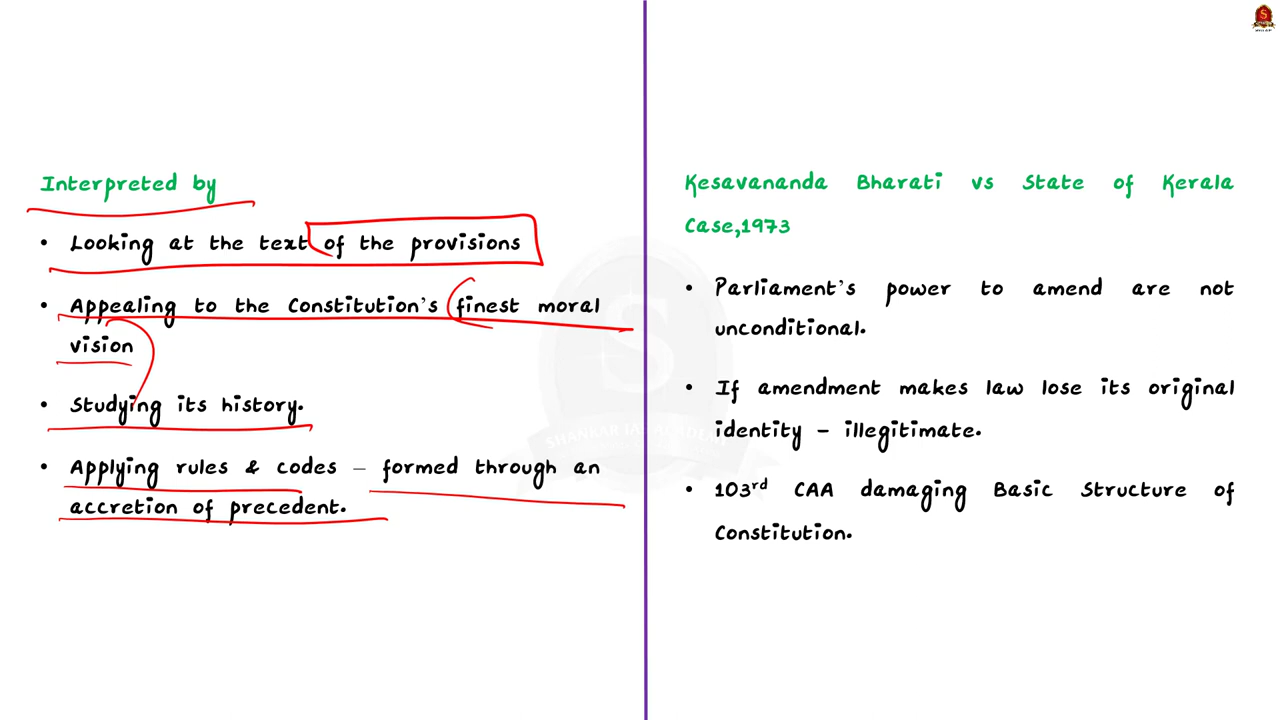 Interpreted by
• Looking at the text of the provisions
• Appealing to the Constitution's finest moral
vision
• Studying its history.
• Applying rules & codes – formed through an
accretion of precedent.
Kesavananda Bharati vs State of Kerala
Case,1973
• Parliament's power to amend are not
unconditional.
• If amendment makes law lose its original
identity – illegitimate.
• 103rd CAA damaging Basic Structure of
Constitution.
SHANKAR IAS ACADEMY